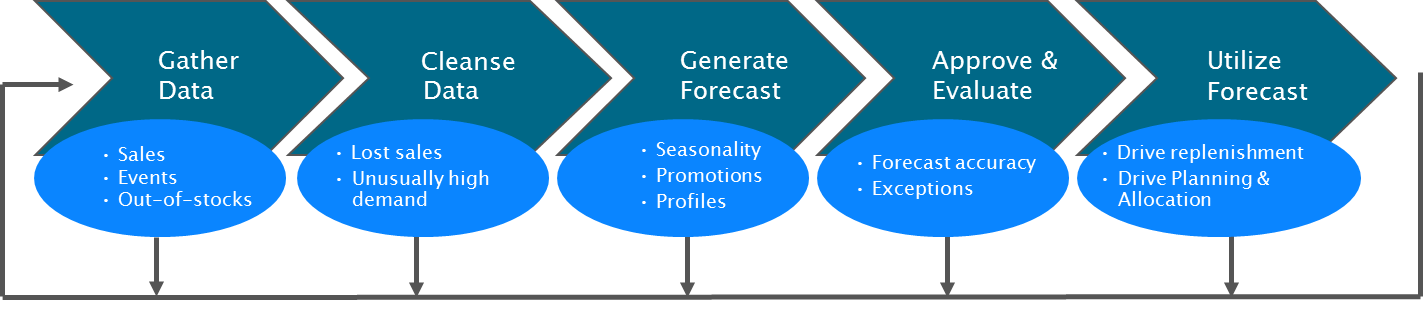 Gather
Data
Cleanse
Data
Generate
Forecast
Approve &
Evaluate
Utilize
Forecast
• Sales
• Events
• Out-of-stocks
• Lost sales
• Unusually high
demand
• Seasonality
• Promotions
• Profiles
• Forecast accuracy
• Exceptions
• Drive replenishment
• Drive Planning &
Allocation